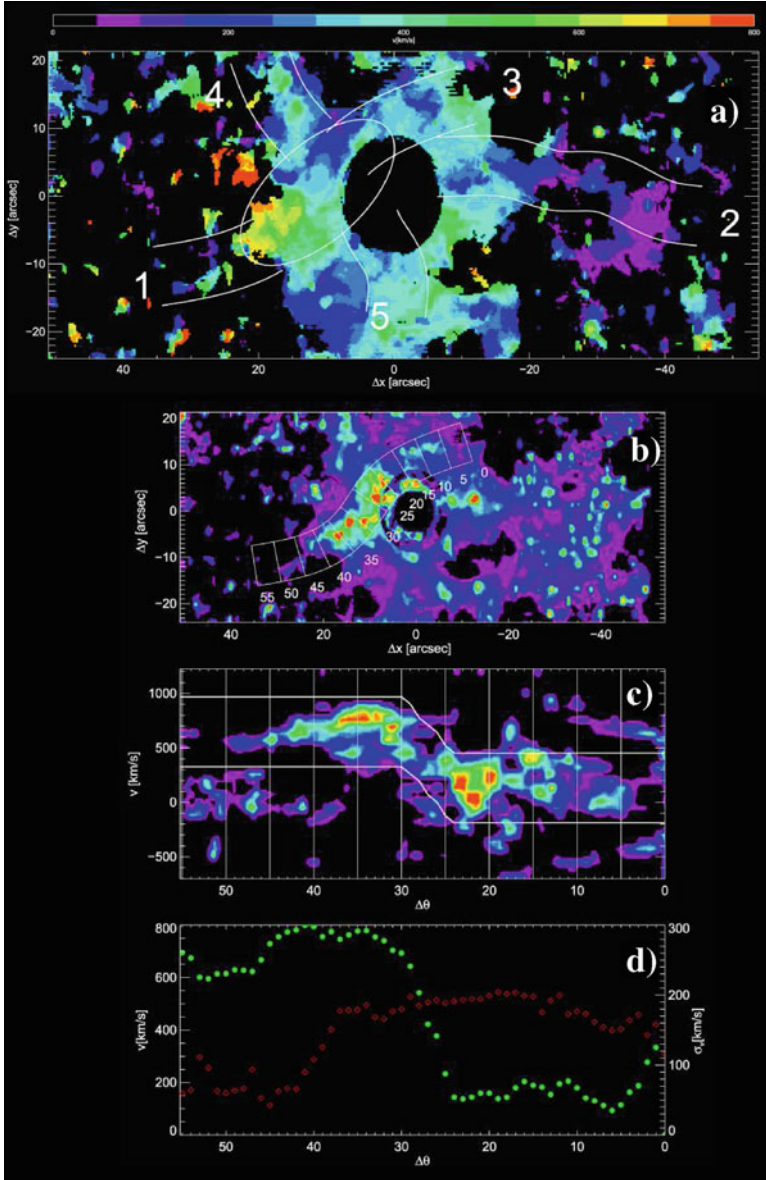 0 200 400 600 800
v[km/s]
a)
20
10
0
−10
−20
Δy [arcsec]
1
2
3
4
5
40 20 0 −20 −40
Δx [arcsec]
b)
20
10
0
−10
−20
Δy [arcsec]
0
5
10
15
20
25
30
35
40
45
50
55
40 20 0 −20 −40
Δx [arcsec]
c)
1000
500
0
−500
v [km/s]
50 40 30 20 10 0
Δθ
d)
800
600
400
200
0
v[km/s]
300
200
100
0
σv[km/s]
50 40 30 20 10 0
Δθ